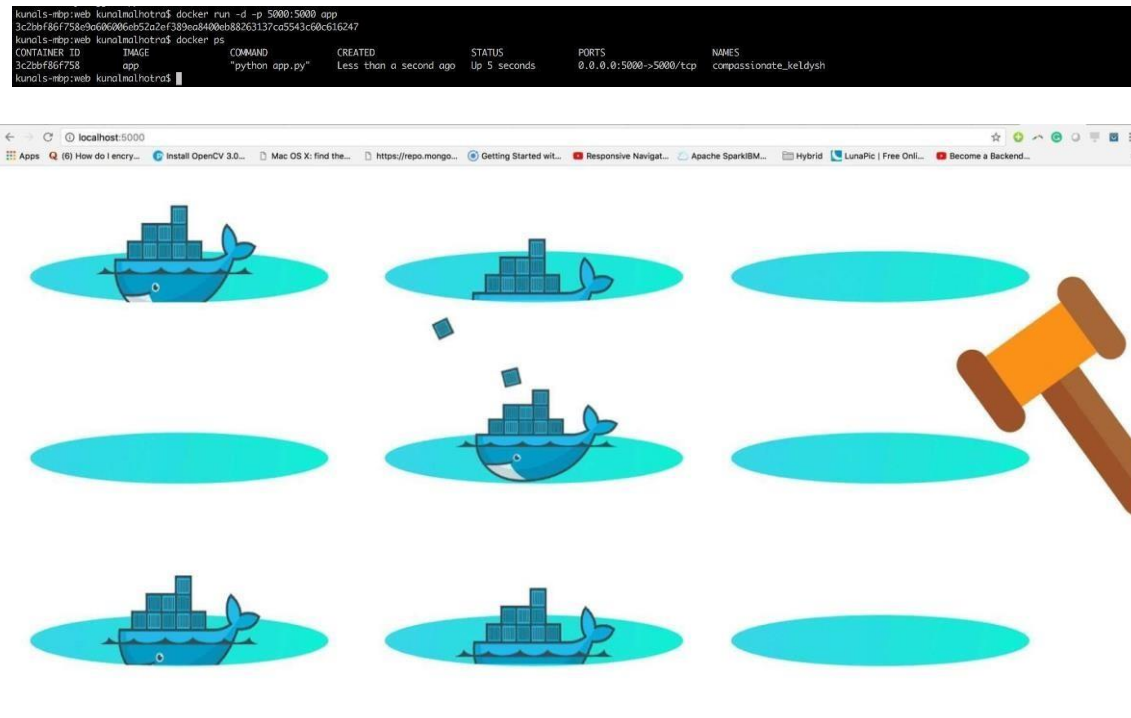 kunals-mbp:web kunalmalhotra$ docker run -d -p 5000:5000 app
3c2bbf86f758e9a606006eb52a2ef389ea8400eb88263137ca5543c60c616247
kunals-mbp:web kunalmalhotra$ docker ps
CONTAINER ID IMAGE COMMAND CREATED STATUS PORTS NAMES
3c2bbf86f758 app "python app.py" Less than a second ago Up 5 seconds 0.0.0.0:5000->5000/tcp compassionate_keldysh
kunals-mbp:web kunalmalhotra$
localhost:5000
Apps (6) How do I encry... Install OpenCV 3.0... Mac OS X: find the... https://repo.mongo... Getting Started wit... Responsive Navigat... Apache SparkIBM... Hybrid LunaPic | Free Onli... Become a Backend...